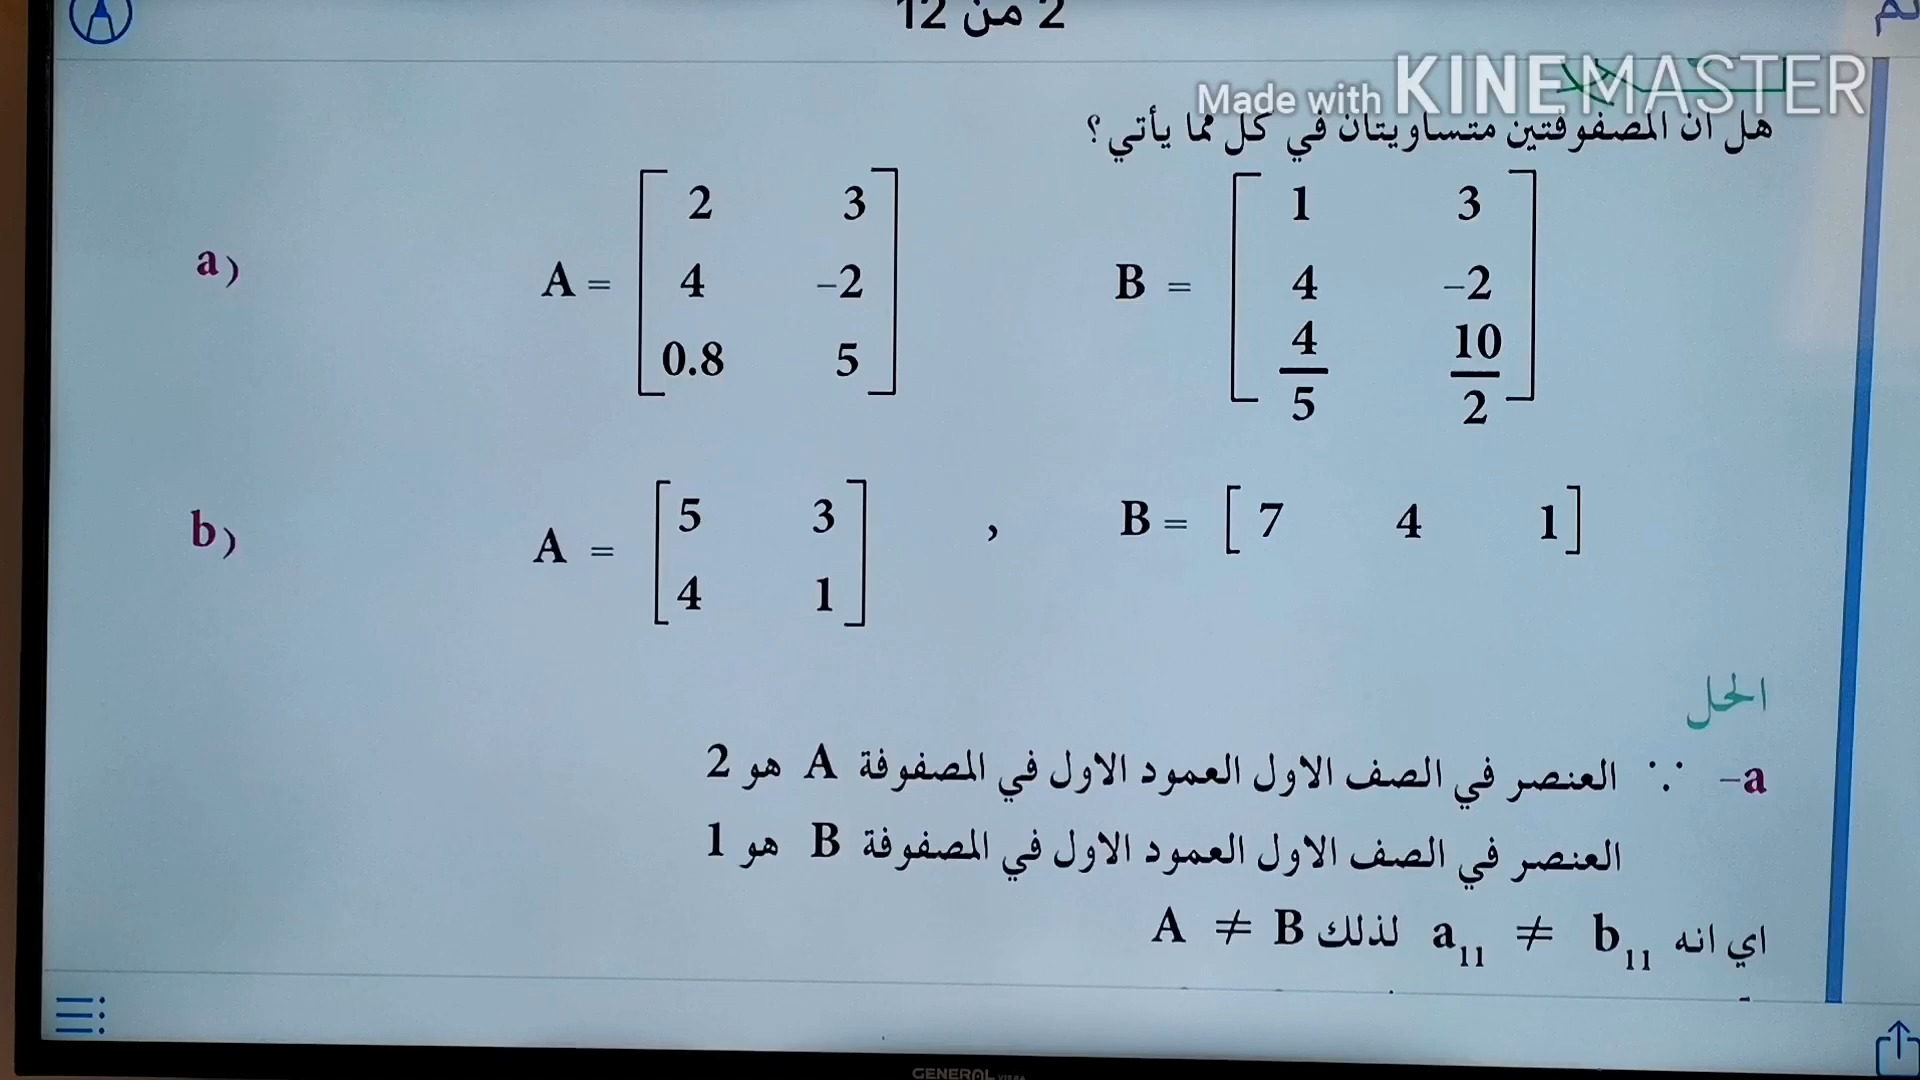 2 من 12
Made with KINEMASTER
هل ان المصفوفتين متساويتان في كل مما يأتي؟
a) A = [ 2 3 B = [ 1 3
4 -2 4 -2
0.8 5 ] 4/5 10/2 ]
b) A = [ 5 3 , B = [ 7 4 1 ]
4 1 ]
الحل
a- ∵ العنصر في الصف الاول العمود الاول في المصفوفة A هو 2
العنصر في الصف الاول العمود الاول في المصفوفة B هو 1
اي انه a₁₁ ≠ b₁₁ لذلك A ≠ B
GENERAL